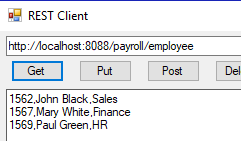 REST Client
http://localhost:8088/payroll/employee
Get Put Post Del
1562,John Black,Sales
1567,Mary White,Finance
1569,Paul Green,HR